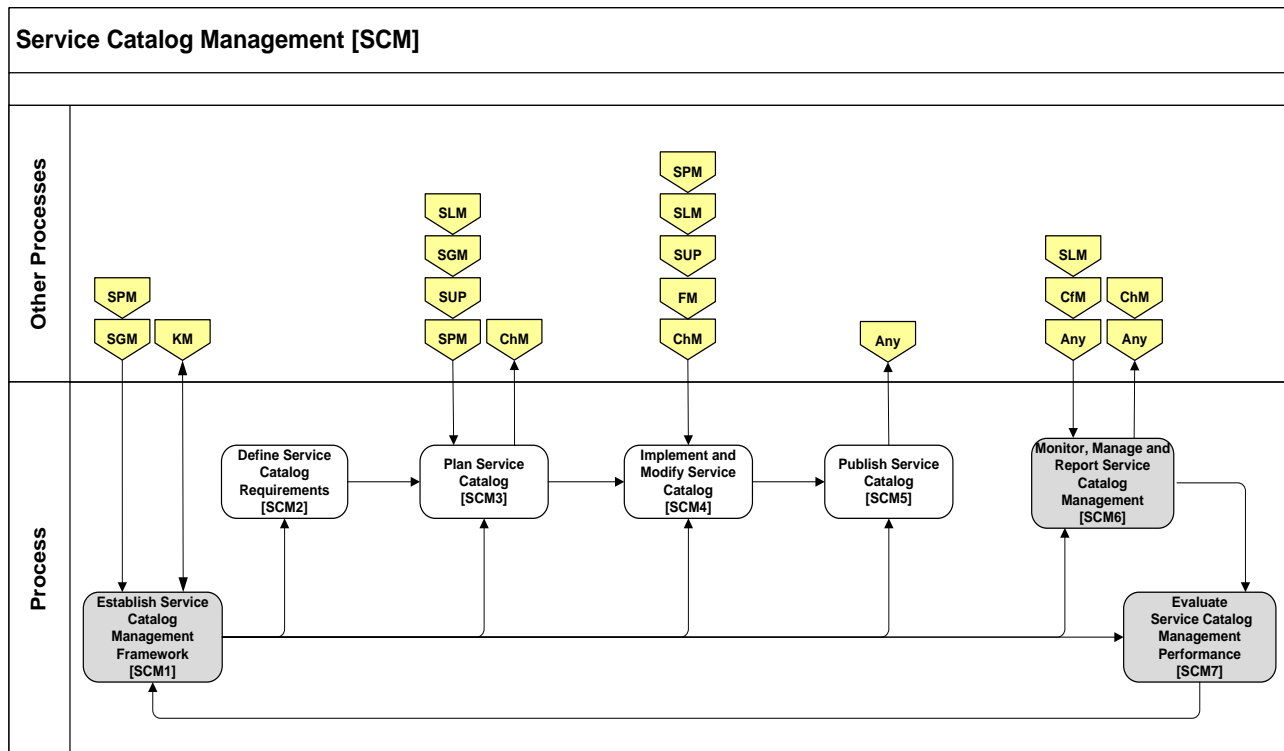 Service Catalog Management [SCM]
Other Processes
SPM
SGM
KM
SLM
SGM
SUP
SPM
ChM
SPM
SLM
SUP
FM
ChM
Any
SLM
CfM
Any
ChM
Any
Process
Define Service
Catalog
Requirements
[SCM2]
Plan Service
Catalog
[SCM3]
Implement and
Modify Service
Catalog
[SCM4]
Publish Service
Catalog
[SCM5]
Monitor, Manage and
Report Service
Catalog
Management
[SCM6]
Establish Service
Catalog
Management
Framework
[SCM1]
Evaluate
Service Catalog
Management
Performance
[SCM7]